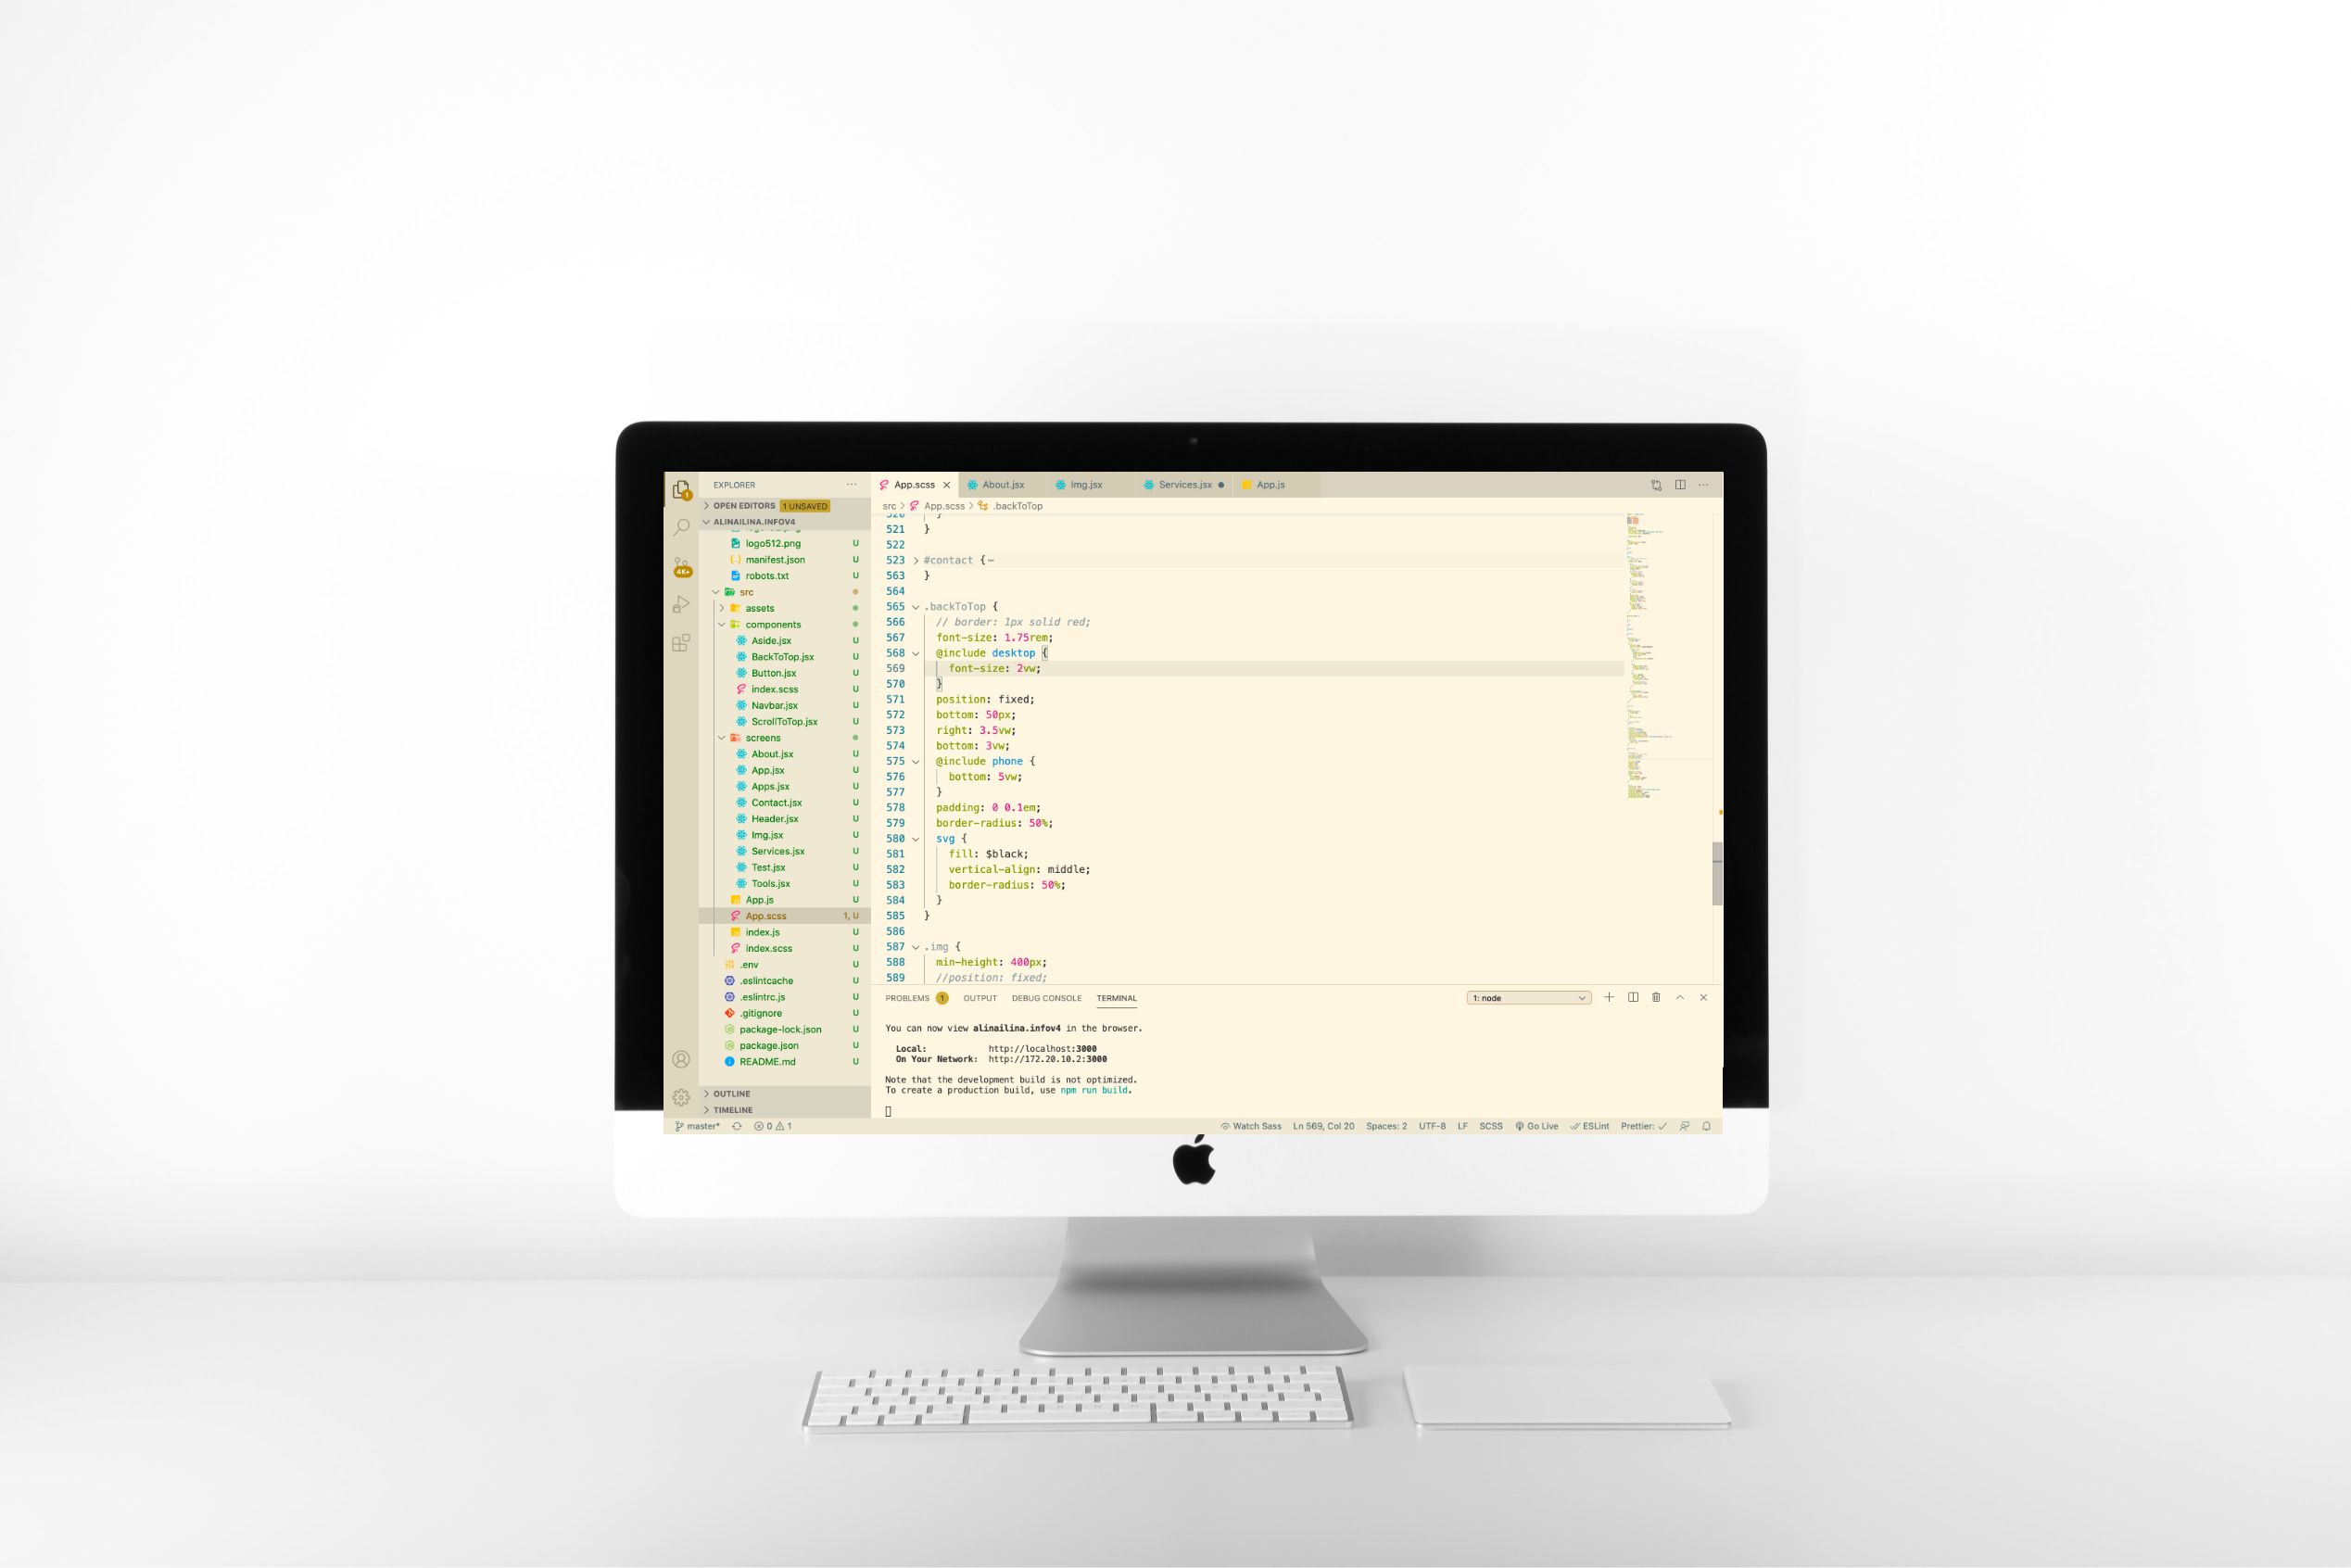 EXPLORER
OPEN EDITORS 1 UNSAVED
ALINAILINA.INFOV4
logo512.png U
manifest.json U
robots.txt U
src
assets
components
Aside.jsx U
BackToTop.jsx U
Button.jsx U
index.scss U
Navbar.jsx U
ScrollToTop.jsx U
screens
About.jsx U
App.jsx U
Apps.jsx U
Contact.jsx U
Header.jsx U
Img.jsx U
Services.jsx U
Test.jsx U
Tools.jsx U
App.js U
App.scss 1, U
index.js U
index.scss U
.env U
.eslintcache U
.eslintrc.js U
.gitignore U
package-lock.json U
package.json U
README.md U
OUTLINE
TIMELINE
1
4K+
App.scss About.jsx Img.jsx Services.jsx App.js
src > App.scss > .backToTop
520 }
521 }
522
523 #contact {
563 }
564
565 .backToTop {
566 // border: 1px solid red;
567 font-size: 1.75rem;
568 @include desktop {
569 font-size: 2vw;
570 }
571 position: fixed;
572 bottom: 50px;
573 right: 3.5vw;
574 bottom: 3vw;
575 @include phone {
576 bottom: 5vw;
577 }
578 padding: 0 0.1em;
579 border-radius: 50%;
580 svg {
581 fill: $black;
582 vertical-align: middle;
583 border-radius: 50%;
584 }
585 }
586
587 .img {
588 min-height: 400px;
589 //position: fixed;
PROBLEMS 1 OUTPUT DEBUG CONSOLE TERMINAL 1: node
You can now view alinailina.infov4 in the browser.
Local: http://localhost:3000
On Your Network: http://172.20.10.2:3000
Note that the development build is not optimized.
To create a production build, use npm run build.
master* 0 1 Watch Sass Ln 569, Col 20 Spaces: 2 UTF-8 LF SCSS Go Live ESLint Prettier: